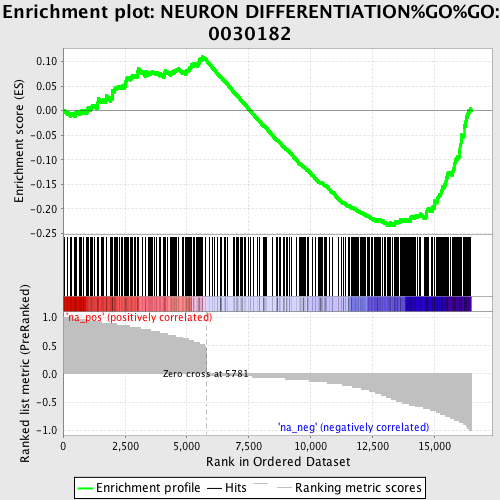 Enrichment plot: NEURON DIFFERENTIATION%GO%GO:
0030182
Enrichment score (ES)
0.10
0.05
0.00
-0.05
-0.10
-0.15
-0.20
-0.25
Ranked list metric (PreRanked)
1.0
0.5
0.0
-0.5
-1.0
'na_pos' (positively correlated)
Zero cross at 5781
'na_neg' (negatively correlated)
0
2,500
5,000
7,500
10,000
12,500
15,000
Rank in Ordered Dataset
Enrichment profile
Hits
Ranking metric scores